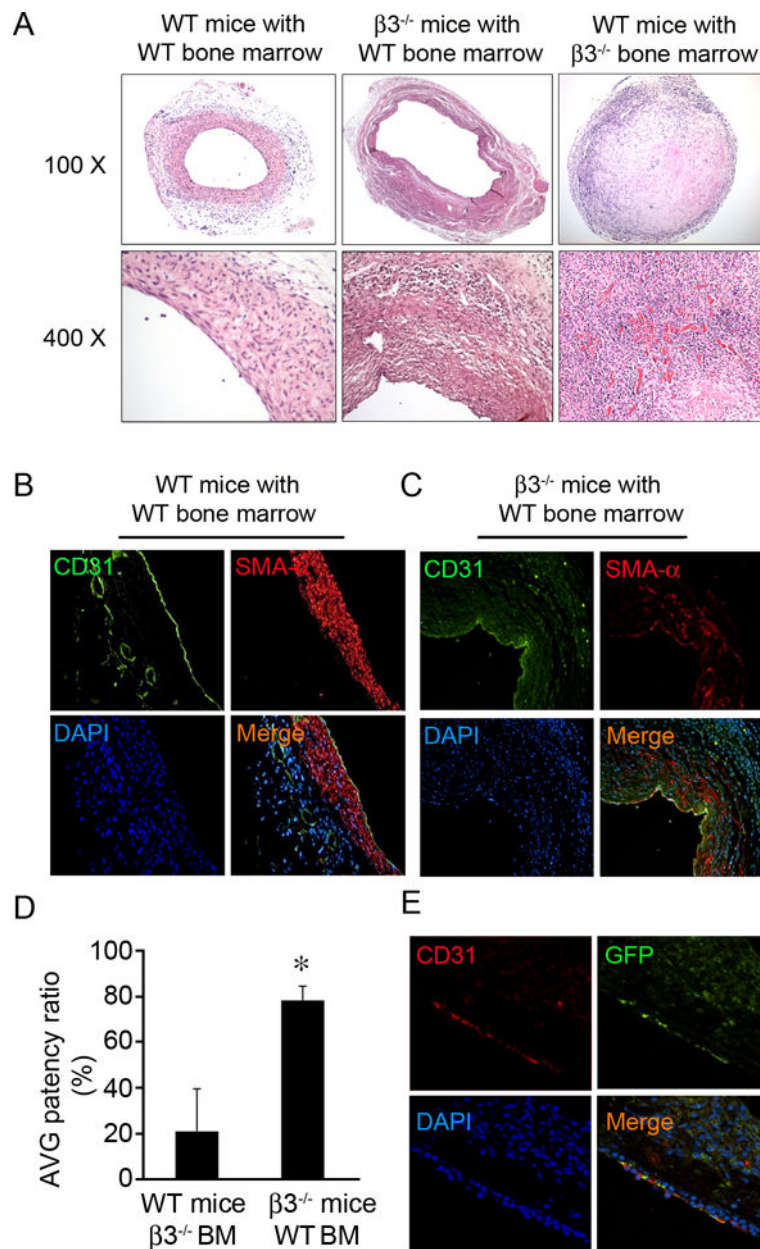 A
WT mice with
WT bone marrow
β3-/- mice with
WT bone marrow
WT mice with
β3-/- bone marrow
100 X
400 X
B
WT mice with
WT bone marrow
CD31
SMA-α
DAPI
Merge
C
β3-/- mice with
WT bone marrow
CD31
SMA-α
DAPI
Merge
D
AVG patency ratio
(%)
100
80
60
40
20
0
*
WT mice
β3-/- BM
β3-/- mice
WT BM
E
CD31
GFP
DAPI
Merge